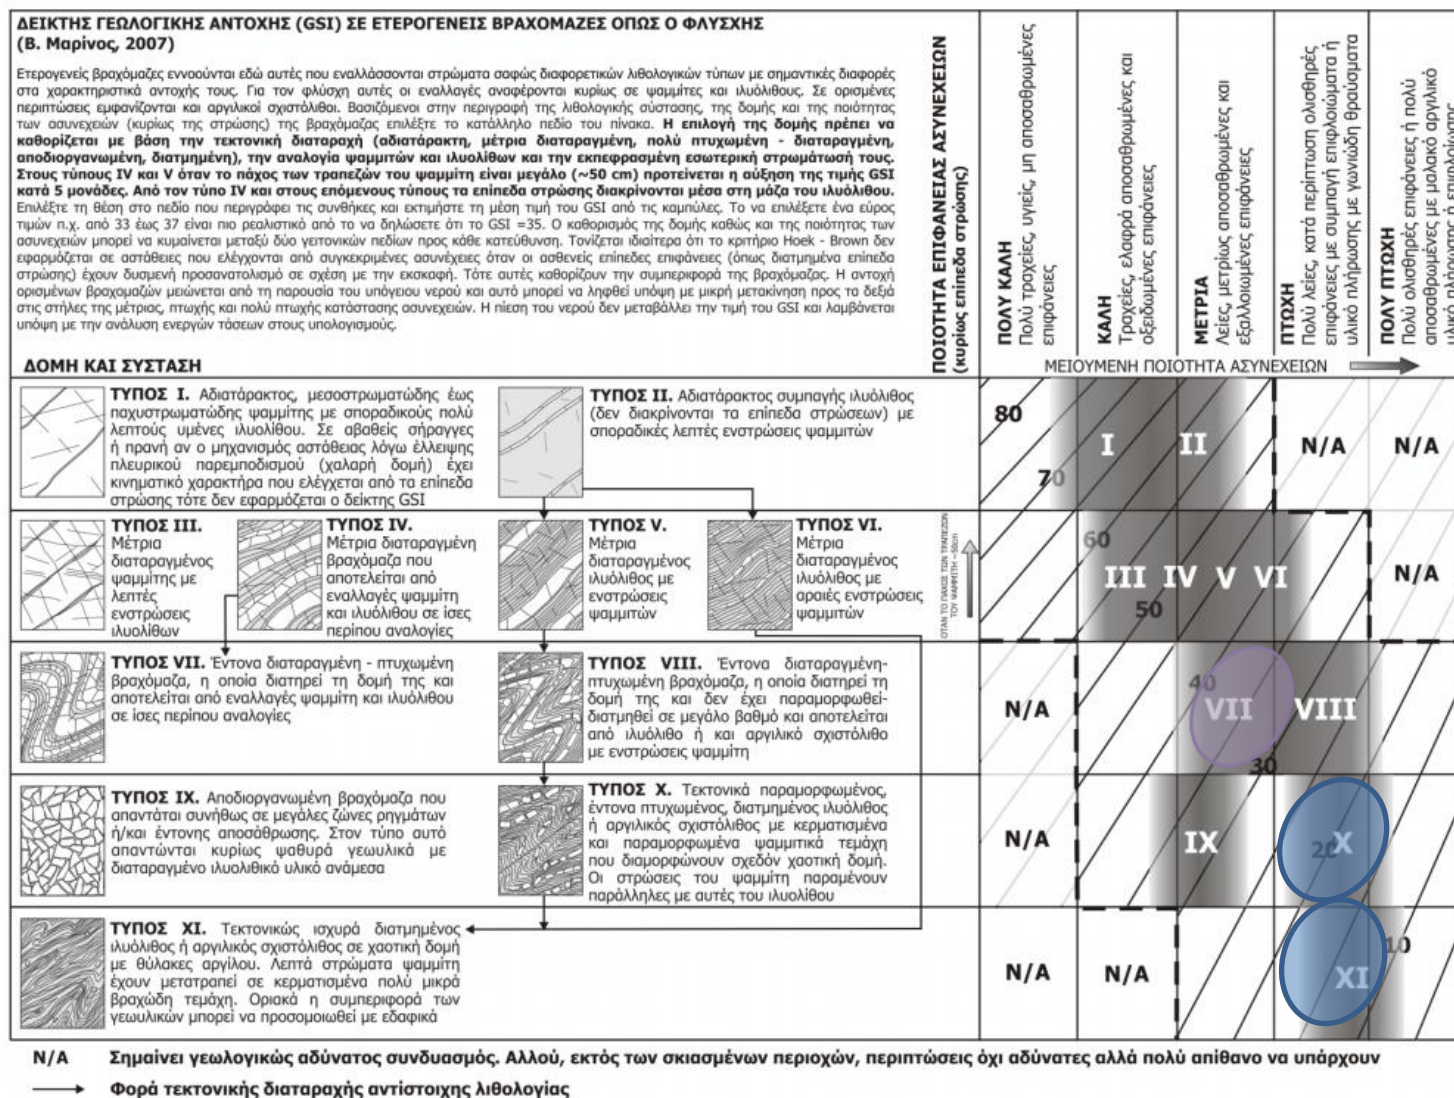 ΔΕΙΚΤΗΣ ΓΕΩΛΟΓΙΚΗΣ ΑΝΤΟΧΗΣ (GSI) ΣΕ ΕΤΕΡΟΓΕΝΕΙΣ ΒΡΑΧΟΜΑΖΕΣ ΟΠΩΣ Ο ΦΛΥΣΧΗΣ
(Β. Μαρίνος, 2007)
Ετερογενείς βραχόμαζες εννοούνται εδώ αυτές που εναλλάσσονται στρώματα σαφώς διαφορετικών λιθολογικών τύπων με σημαντικές διαφορές
στα χαρακτηριστικά αντοχής τους. Για τον φλύσχη αυτές οι εναλλαγές αναφέρονται κυρίως σε ψαμμίτες και ιλυόλιθους. Σε ορισμένες
περιπτώσεις εμφανίζονται και αργιλικοί σχιστόλιθοι. Βασιζόμενοι στην περιγραφή της λιθολογικής σύστασης, της δομής και της ποιότητας
των ασυνεχειών (κυρίως της στρώσης) της βραχόμαζας επιλέξτε το κατάλληλο πεδίο του πίνακα. Η επιλογή της δομής πρέπει να
καθορίζεται με βάση την τεκτονική διαταραχή (αδιατάρακτη, μέτρια διαταραγμένη, πολύ πτυχωμένη - διαταραγμένη,
αποδιοργανωμένη, διατμημένη), την αναλογία ψαμμιτών και ιλυολίθων και την εκπεφρασμένη εσωτερική στρωμάτωσή τους.
Στους τύπους IV και V όταν το πάχος των τραπεζών του ψαμμίτη είναι μεγάλο (~50 cm) προτείνεται η αύξηση της τιμής GSI
κατά 5 μονάδες. Από τον τύπο IV και στους επόμενους τύπους τα επίπεδα στρώσης διακρίνονται μέσα στη μάζα του ιλυόλιθου.
Επιλέξτε τη θέση στο πεδίο που περιγράφει τις συνθήκες και εκτιμήστε τη μέση τιμή του GSI από τις καμπύλες. Το να επιλέξετε ένα εύρος
τιμών π.χ. από 33 έως 37 είναι πιο ρεαλιστικό από το να δηλώσετε ότι το GSI =35. Ο καθορισμός της δομής καθώς και της ποιότητας των
ασυνεχειών μπορεί να κυμαίνεται μεταξύ δύο γειτονικών πεδίων προς κάθε κατεύθυνση. Τονίζεται ιδιαίτερα ότι το κριτήριο Hoek - Brown δεν
εφαρμόζεται σε αστάθειες που ελέγχονται από συγκεκριμένες ασυνέχειες όταν οι ασθενείς επίπεδες επιφάνειες (όπως διατμημένα επίπεδα
στρώσης) έχουν δυσμενή προσανατολισμό σε σχέση με την εκσκαφή. Τότε αυτές καθορίζουν την συμπεριφορά της βραχόμαζας. Η αντοχή
ορισμένων βραχομαζών μειώνεται από τη παρουσία του υπόγειου νερού και αυτό μπορεί να ληφθεί υπόψη με μικρή μετακίνηση προς τα δεξιά
στις στήλες της μέτριας, πτωχής και πολύ πτωχής κατάστασης ασυνεχειών. Η πίεση του νερού δεν μεταβάλλει την τιμή του GSI και λαμβάνεται
υπόψη με την ανάλυση ενεργών τάσεων στους υπολογισμούς.
ΔΟΜΗ ΚΑΙ ΣΥΣΤΑΣΗ
ΠΟΙΟΤΗΤΑ ΕΠΙΦΑΝΕΙΑΣ ΑΣΥΝΕΧΕΙΩΝ
(κυρίως επίπεδα στρώσης)
ΠΟΛΥ ΚΑΛΗ
Πολύ τραχείες, υγιείς, μη αποσαθρωμένες
επιφάνειες
ΚΑΛΗ
Τραχείες, ελαφρά αποσαθρωμένες και
οξειδωμένες επιφάνειες
ΜΕΤΡΙΑ
Λείες, μετρίως αποσαθρωμένες και
εξαλλοιωμένες επιφάνειες
ΠΤΩΧΗ
Πολύ λείες, κατά περίπτωση ολισθηρές
επιφάνειες με συμπαγή επιφλοιώματα ή
υλικό πλήρωσης με γωνιώδη θραύσματα
ΠΟΛΥ ΠΤΩΧΗ
Πολύ ολισθηρές επιφάνειες ή πολύ
αποσαθρωμένες με μαλακό αργιλικό
υλικό πλήρωσης ή επιφλοίωσης
ΜΕΙΟΥΜΕΝΗ ΠΟΙΟΤΗΤΑ ΑΣΥΝΕΧΕΙΩΝ
ΤΥΠΟΣ I. Αδιατάρακτος, μεσοστρωματώδης έως
παχυστρωματώδης ψαμμίτης με σποραδικούς πολύ
λεπτούς υμένες ιλυολίθου. Σε αβαθείς σήραγγες
ή πρανή αν ο μηχανισμός αστάθειας λόγω έλλειψης
πλευρικού παρεμποδισμού (χαλαρή δομή) έχει
κινηματικό χαρακτήρα που ελέγχεται από τα επίπεδα
στρώσης τότε δεν εφαρμόζεται ο δείκτης GSI
ΤΥΠΟΣ II. Αδιατάρακτος συμπαγής ιλυόλιθος
(δεν διακρίνονται τα επίπεδα στρώσεων) με
σποραδικές λεπτές ενστρώσεις ψαμμιτών
80
70
I
II
N/A
N/A
ΤΥΠΟΣ III.
Μέτρια
διαταραγμένος
ψαμμίτης με
λεπτές
ενστρώσεις
ιλυολίθων
ΤΥΠΟΣ IV.
Μέτρια διαταραγμένη
βραχόμαζα που
αποτελείται από
εναλλαγές ψαμμίτη
και ιλυόλιθου σε ίσες
περίπου αναλογίες
ΤΥΠΟΣ V.
Μέτρια
διαταραγμένος
ιλυόλιθος με
ενστρώσεις
ψαμμιτών
ΤΥΠΟΣ VI.
Μέτρια
διαταραγμένος
ιλυόλιθος με
αραιές ενστρώσεις
ψαμμιτών
ΟΤΑΝ ΤΟ ΠΑΧΟΣ ΤΩΝ ΤΡΑΠΕΖΩΝ
ΤΟΥ ΨΑΜΜΙΤΗ ~50cm
60
III IV V VI
50
N/A
ΤΥΠΟΣ VII. Έντονα διαταραγμένη - πτυχωμένη
βραχόμαζα, η οποία διατηρεί τη δομή της και
αποτελείται από εναλλαγές ψαμμίτη και ιλυόλιθου
σε ίσες περίπου αναλογίες
ΤΥΠΟΣ VIII. Έντονα διαταραγμένη-
πτυχωμένη βραχόμαζα, η οποία διατηρεί τη
δομή της και δεν έχει παραμορφωθεί-
διατμηθεί σε μεγάλο βαθμό και αποτελείται
από ιλυόλιθο ή και αργιλικό σχιστόλιθο
με ενστρώσεις ψαμμίτη
N/A
40
VII
VIII
30
ΤΥΠΟΣ IX. Αποδιοργανωμένη βραχόμαζα που
απαντάται συνήθως σε μεγάλες ζώνες ρηγμάτων
ή/και έντονης αποσάθρωσης. Στον τύπο αυτό
απαντώνται κυρίως ψαθυρά γεωυλικά με
διαταραγμένο ιλυολιθικό υλικό ανάμεσα
ΤΥΠΟΣ X. Τεκτονικά παραμορφωμένος,
έντονα πτυχωμένος, διατμημένος ιλυόλιθος
ή αργιλικός σχιστόλιθος με κερματισμένα
και παραμορφωμένα ψαμμιτικά τεμάχη
που διαμορφώνουν σχεδόν χαοτική δομή.
Οι στρώσεις του ψαμμίτη παραμένουν
παράλληλες με αυτές του ιλυολίθου
N/A
IX
20
X
ΤΥΠΟΣ XI. Τεκτονικώς ισχυρά διατμημένος
ιλυόλιθος ή αργιλικός σχιστόλιθος σε χαοτική δομή
με θύλακες αργίλου. Λεπτά στρώματα ψαμμίτη
έχουν μετατραπεί σε κερματισμένα πολύ μικρά
βραχώδη τεμάχη. Οριακά η συμπεριφορά των
γεωυλικών μπορεί να προσομοιωθεί με εδαφικά
N/A
N/A
10
XI
N/A Σημαίνει γεωλογικώς αδύνατος συνδυασμός. Αλλού, εκτός των σκιασμένων περιοχών, περιπτώσεις όχι αδύνατες αλλά πολύ απίθανο να υπάρχουν
Φορά τεκτονικής διαταραχής αντίστοιχης λιθολογίας